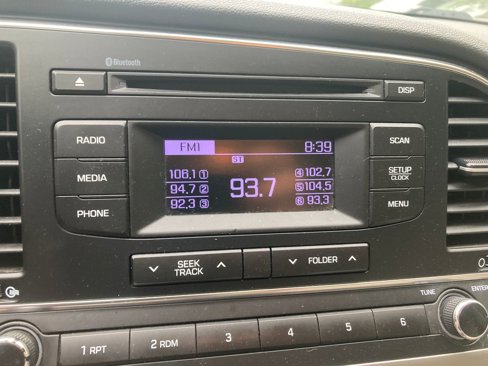 Bluetooth
DISP
RADIO
MEDIA
PHONE
FM1 8:39
ST
106.1 1 4 102.7
94.7 2 93.7 5 104.5
92.3 3 6 93.3
SCAN
SETUP
CLOCK
MENU
SEEK
TRACK
FOLDER
TUNE ENTER
1 RPT 2 RDM 3 4 5 6